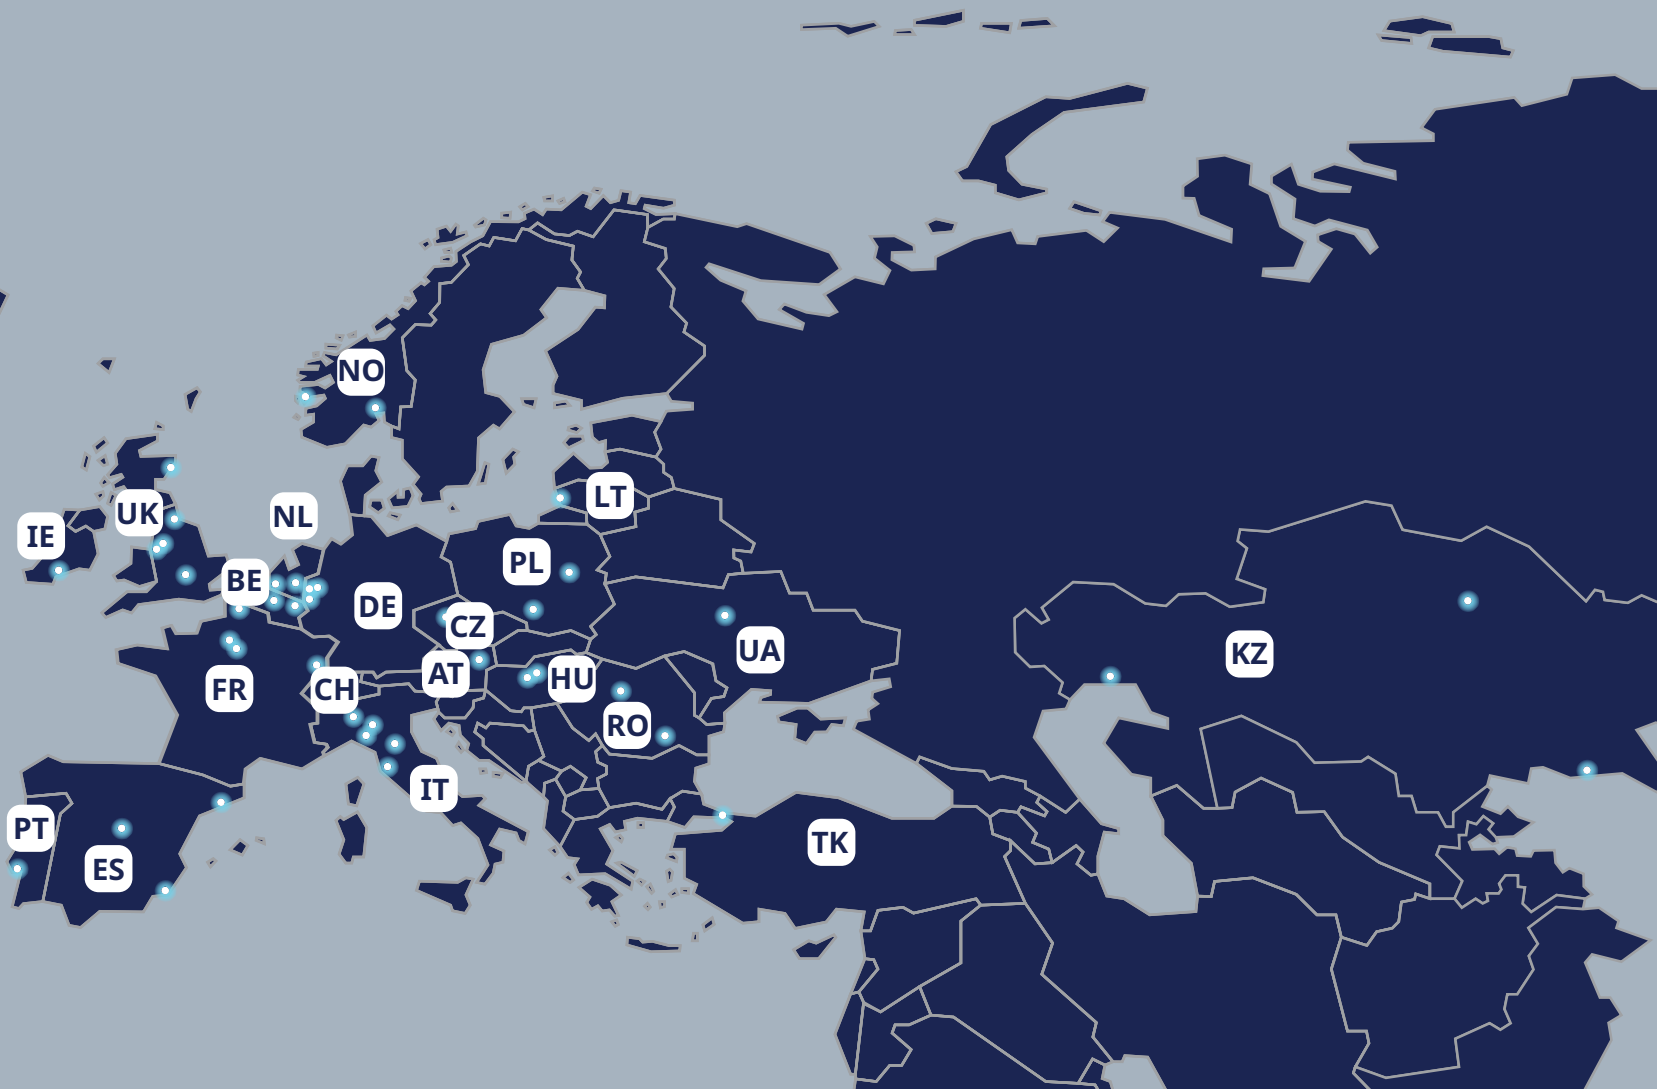 NO
LT
UK
NL
IE
PL
BE
DE
CZ
UA
KZ
AT
HU
FR
CH
RO
IT
PT
TK
ES